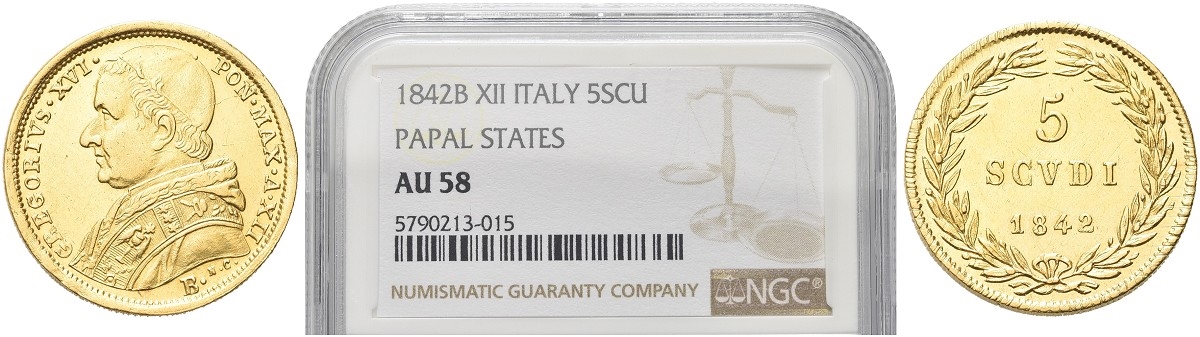 GREGORIVS·XVI· PON·MAX·A·XII
B· N.C.
1842B XII ITALY 5SCU
PAPAL STATES
AU 58
5790213-015
NUMISMATIC GUARANTY COMPANY
NGC®
5
SCVDI
1842